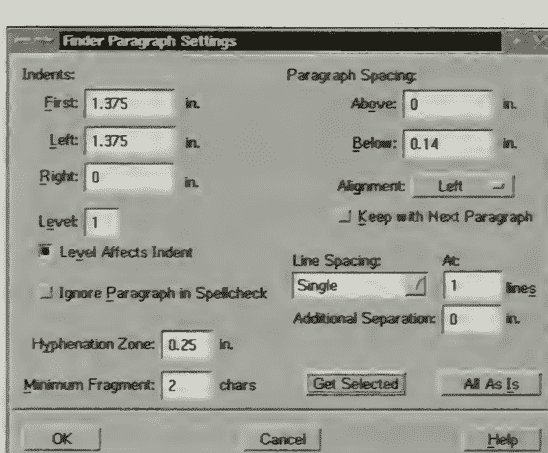 Finder Paragraph Settings
Indents:
First: 1.375 in.
Left: 1.375 in.
Right: 0 in.
Level: 1
Level Affects Indent
Ignore Paragraph in Spellcheck
Hyphenation Zone: 0.25 in.
Minimum Fragment: 2 chars
Paragraph Spacing:
Above: 0 in.
Below: 0.14 in.
Alignment: Left
Keep with Next Paragraph
Line Spacing: At:
Single 1 lines
Additional Separation: 0 in.
Get Selected All As Is
OK Cancel Help